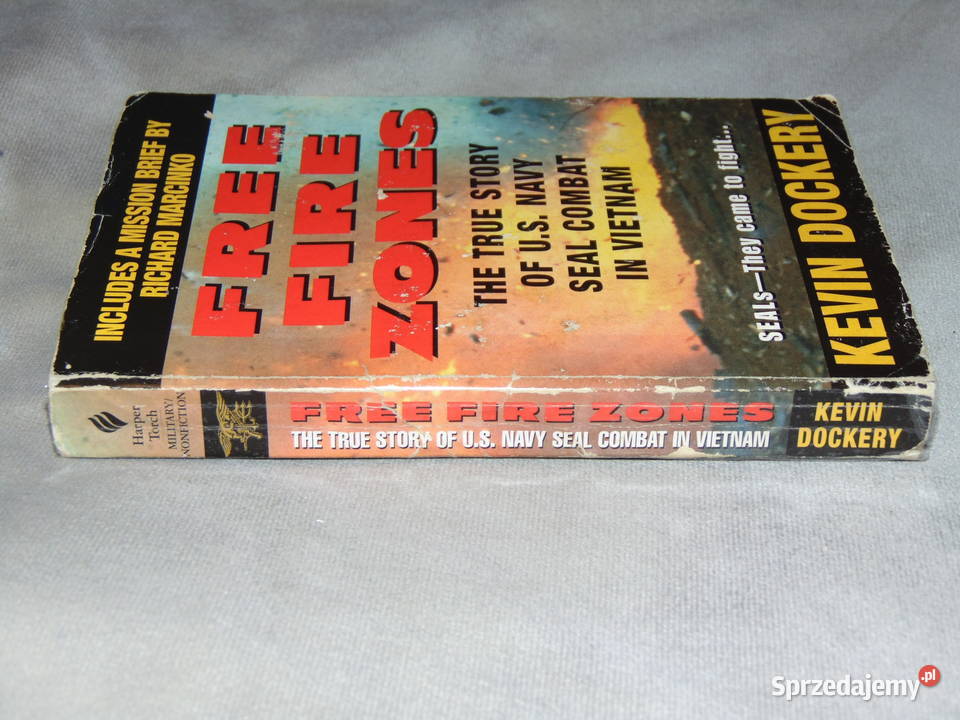 INCLUDES A MISSION BRIEF BY
RICHARD MARCINKO
FREE
FIRE
ZONES
THE TRUE STORY
OF U.S. NAVY
SEAL COMBAT
IN VIETNAM
SEALS—They came to fight...
KEVIN DOCKERY
Harper
Torch
MILITARY/
NONFICTION
FREE FIRE ZONES
THE TRUE STORY OF U.S. NAVY SEAL COMBAT IN VIETNAM
KEVIN
DOCKERY
Sprzedajemy.pl